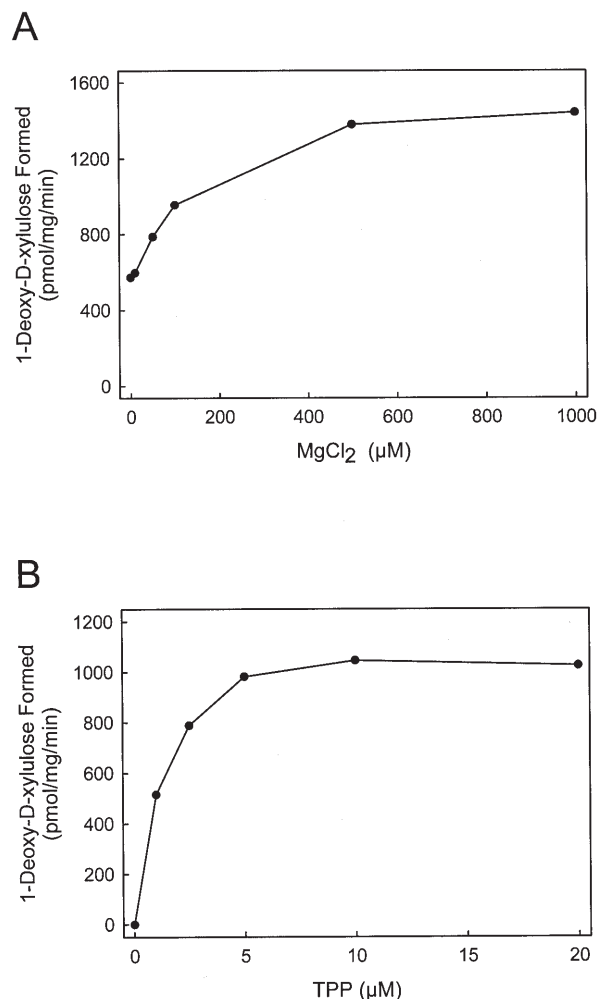 A
1-Deoxy-D-xylulose Formed
(pmol/mg/min)
1600
1200
800
400
0
0 200 400 600 800 1000
MgCl2 (µM)
B
1-Deoxy-D-xylulose Formed
(pmol/mg/min)
1200
1000
800
600
400
200
0
0 5 10 15 20
TPP (µM)